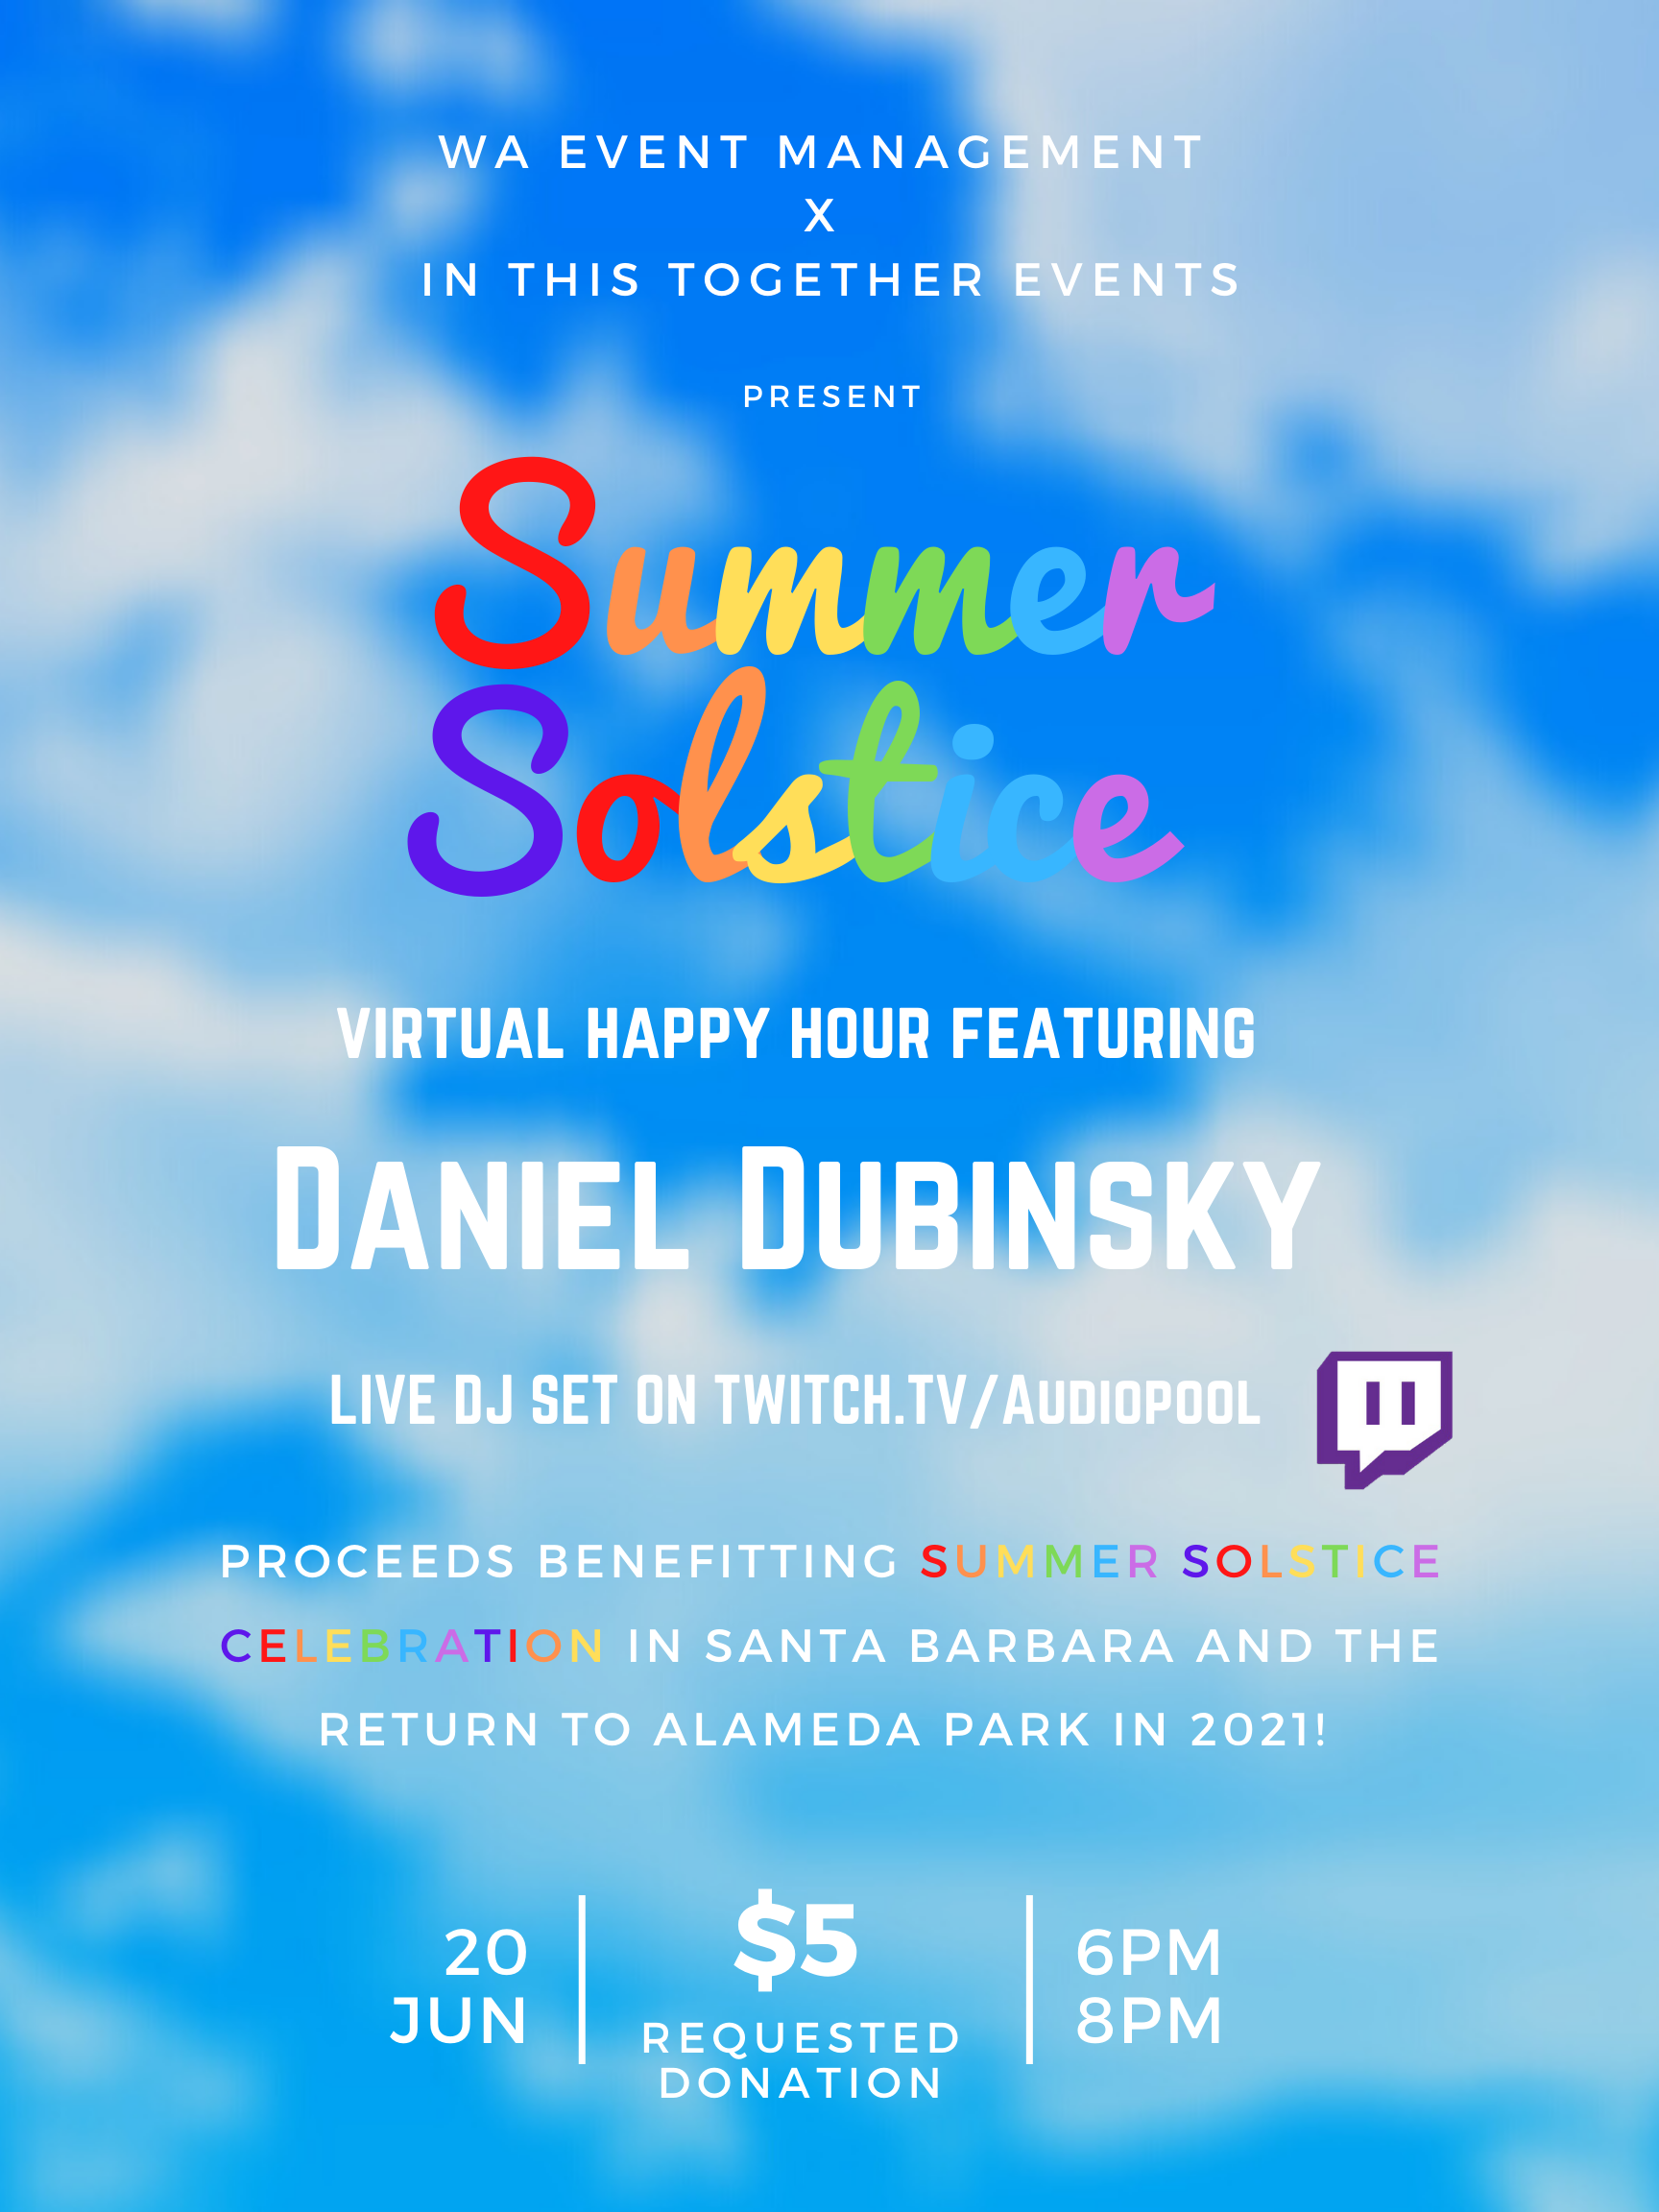 WA EVENT MANAGEMENT
X
IN THIS TOGETHER EVENTS
PRESENT
Summer
Solstice
VIRTUAL HAPPY HOUR FEATURING
DANIEL DUBINSKY
LIVE DJ SET ON TWITCH.TV/AUDIOPOOL
PROCEEDS BENEFITTING SUMMER SOLSTICE
CELEBRATION IN SANTA BARBARA AND THE
RETURN TO ALAMEDA PARK IN 2021!
20
JUN
$5
REQUESTED
DONATION
6PM
8PM